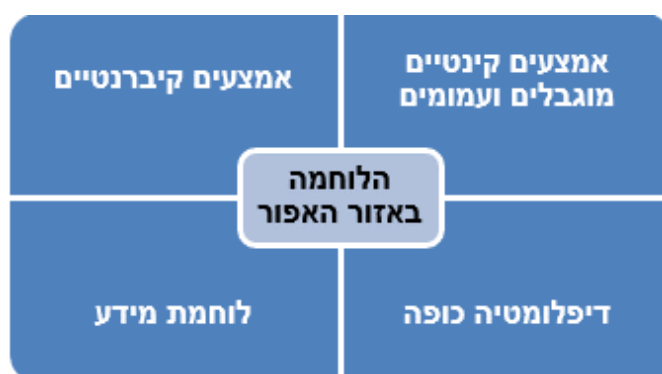 אמצעים קינטיים
מוגבלים ועמומים
אמצעים קיברנטיים
הלוחמה
באזור האפור
דיפלומטיה כופה
לוחמת מידע